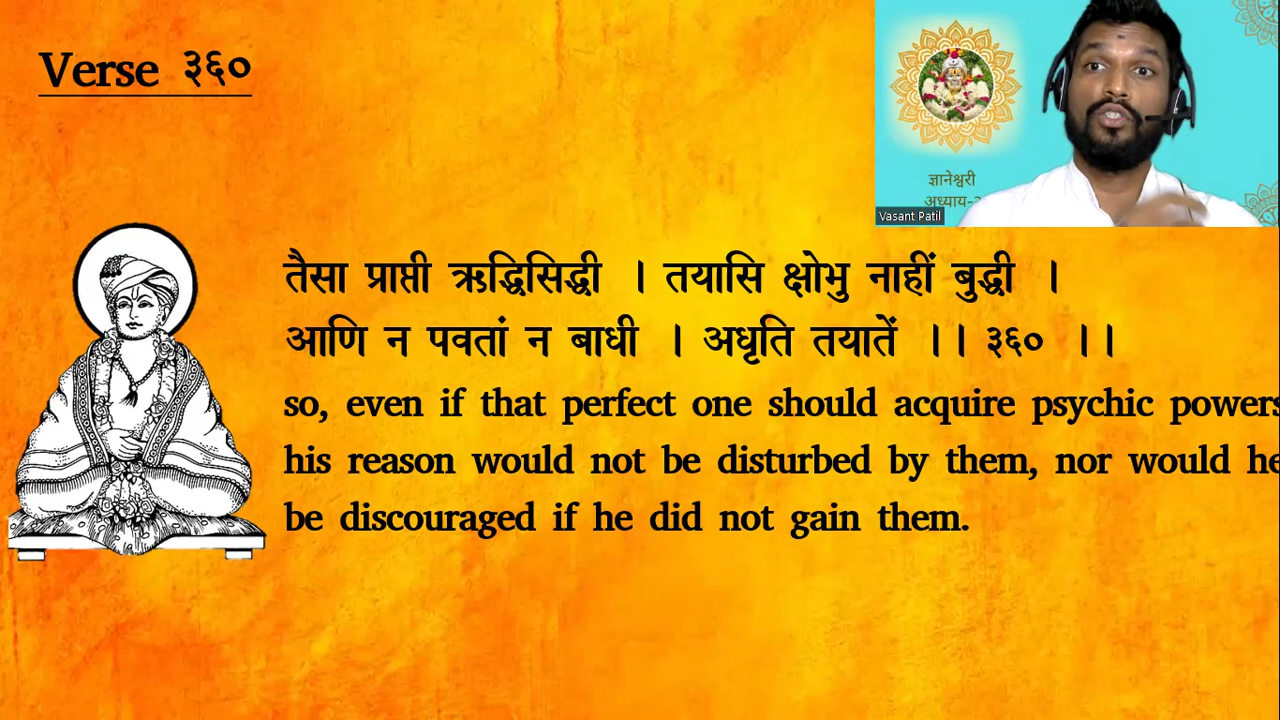 Verse ३६०
ज्ञानेश्वरी
Vasant Patil
तैसा प्राप्ती ऋद्धिसिद्धी । तयासि क्षोभु नाहीं बुद्धी ।
आणि न पवतां न बाधी । अधृति तयातें ।। ३६० ।।
so, even if that perfect one should acquire psychic powers
his reason would not be disturbed by them, nor would he
be discouraged if he did not gain them.